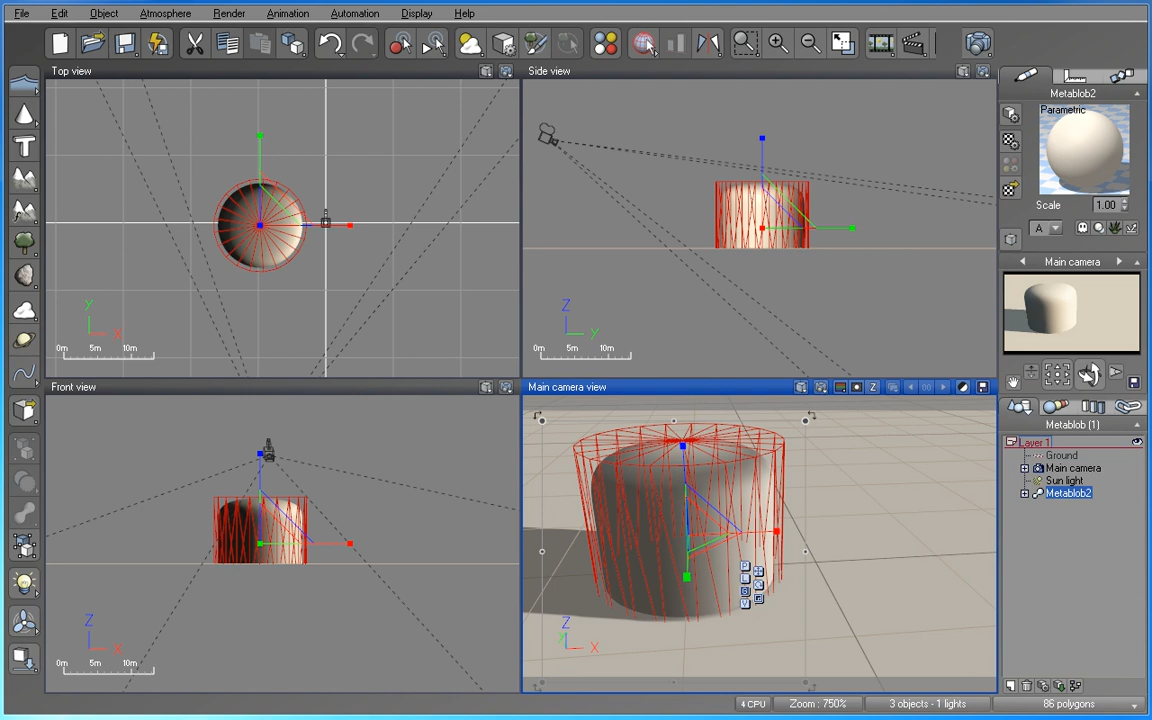 File Edit Object Atmosphere Render Animation Automation Display Help
Top view
Side view
Metablob2
Parametric
Scale 1.00
A
Main camera
Y
X
0m 5m 10m
Z
Y
0m 5m 10m
Front view
Main camera view
Z
00
Metablob (1)
Layer 1
Ground
Main camera
Sun light
Metablob2
Z
X
0m 5m 10m
Z
Y
X
4 CPU Zoom : 750% 3 objects - 1 lights 86 polygons